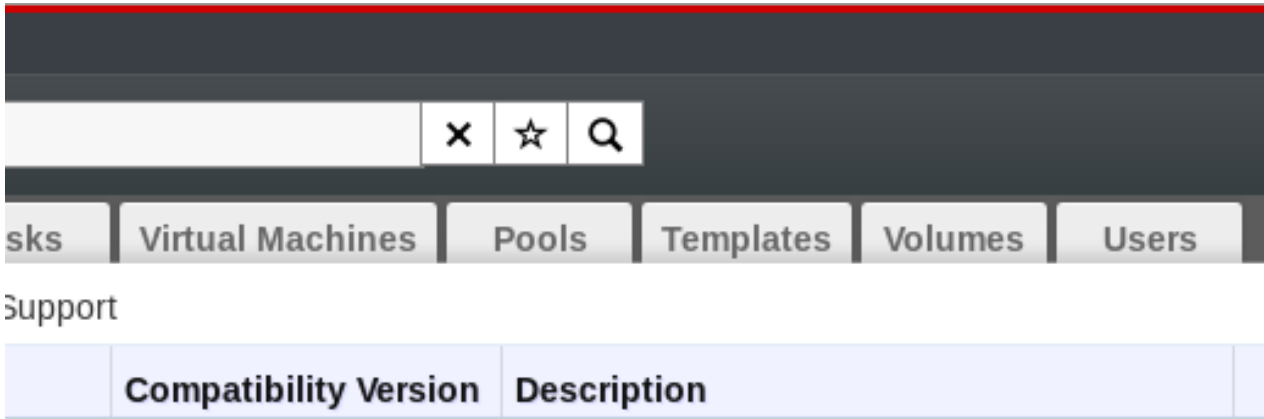 sks Virtual Machines Pools Templates Volumes Users
Support
Compatibility Version Description